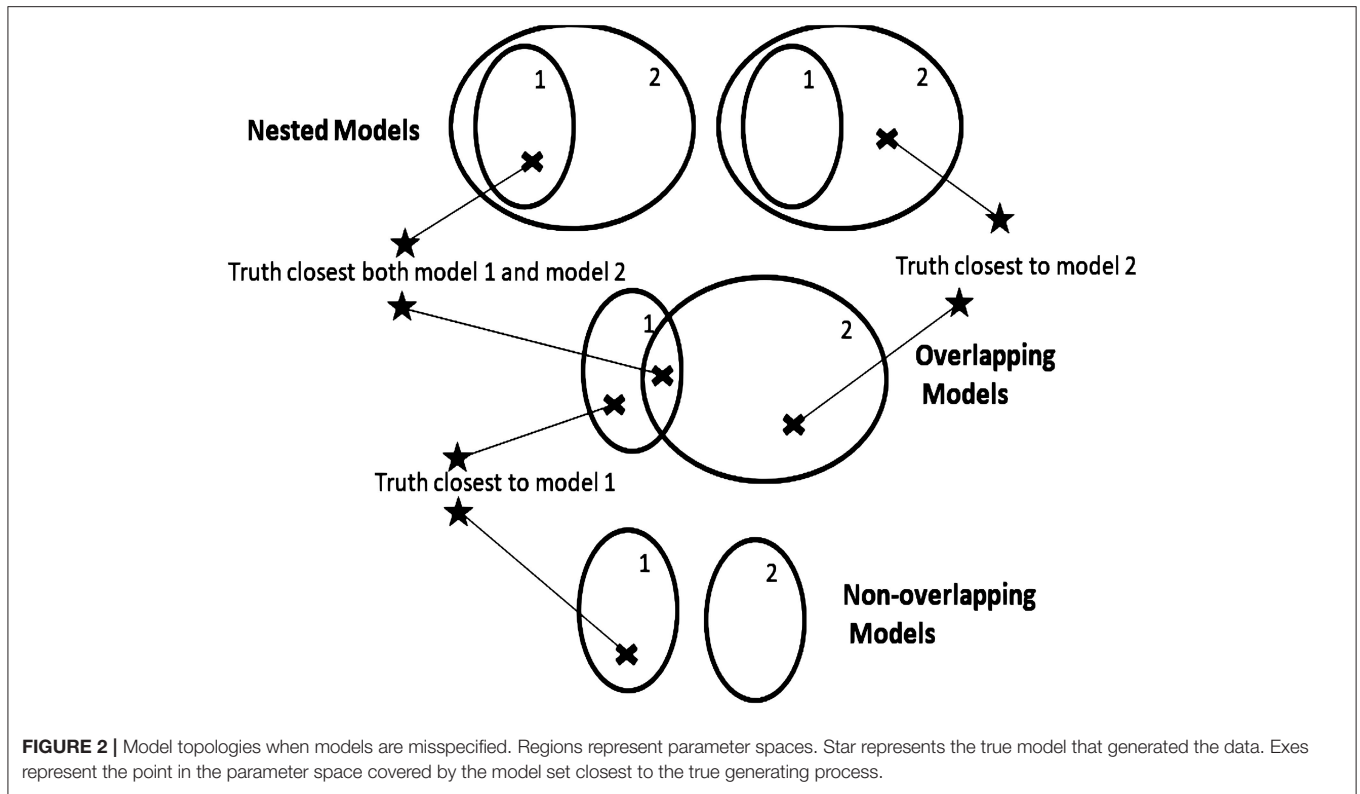 1
2
1
2
Nested Models
Truth closest both model 1 and model 2
Truth closest to model 2
1
2
Overlapping
Models
Truth closest to model 1
1
2
Non-overlapping
Models
FIGURE 2 | Model topologies when models are misspecified. Regions represent parameter spaces. Star represents the true model that generated the data. Exes
represent the point in the parameter space covered by the model set closest to the true generating process.